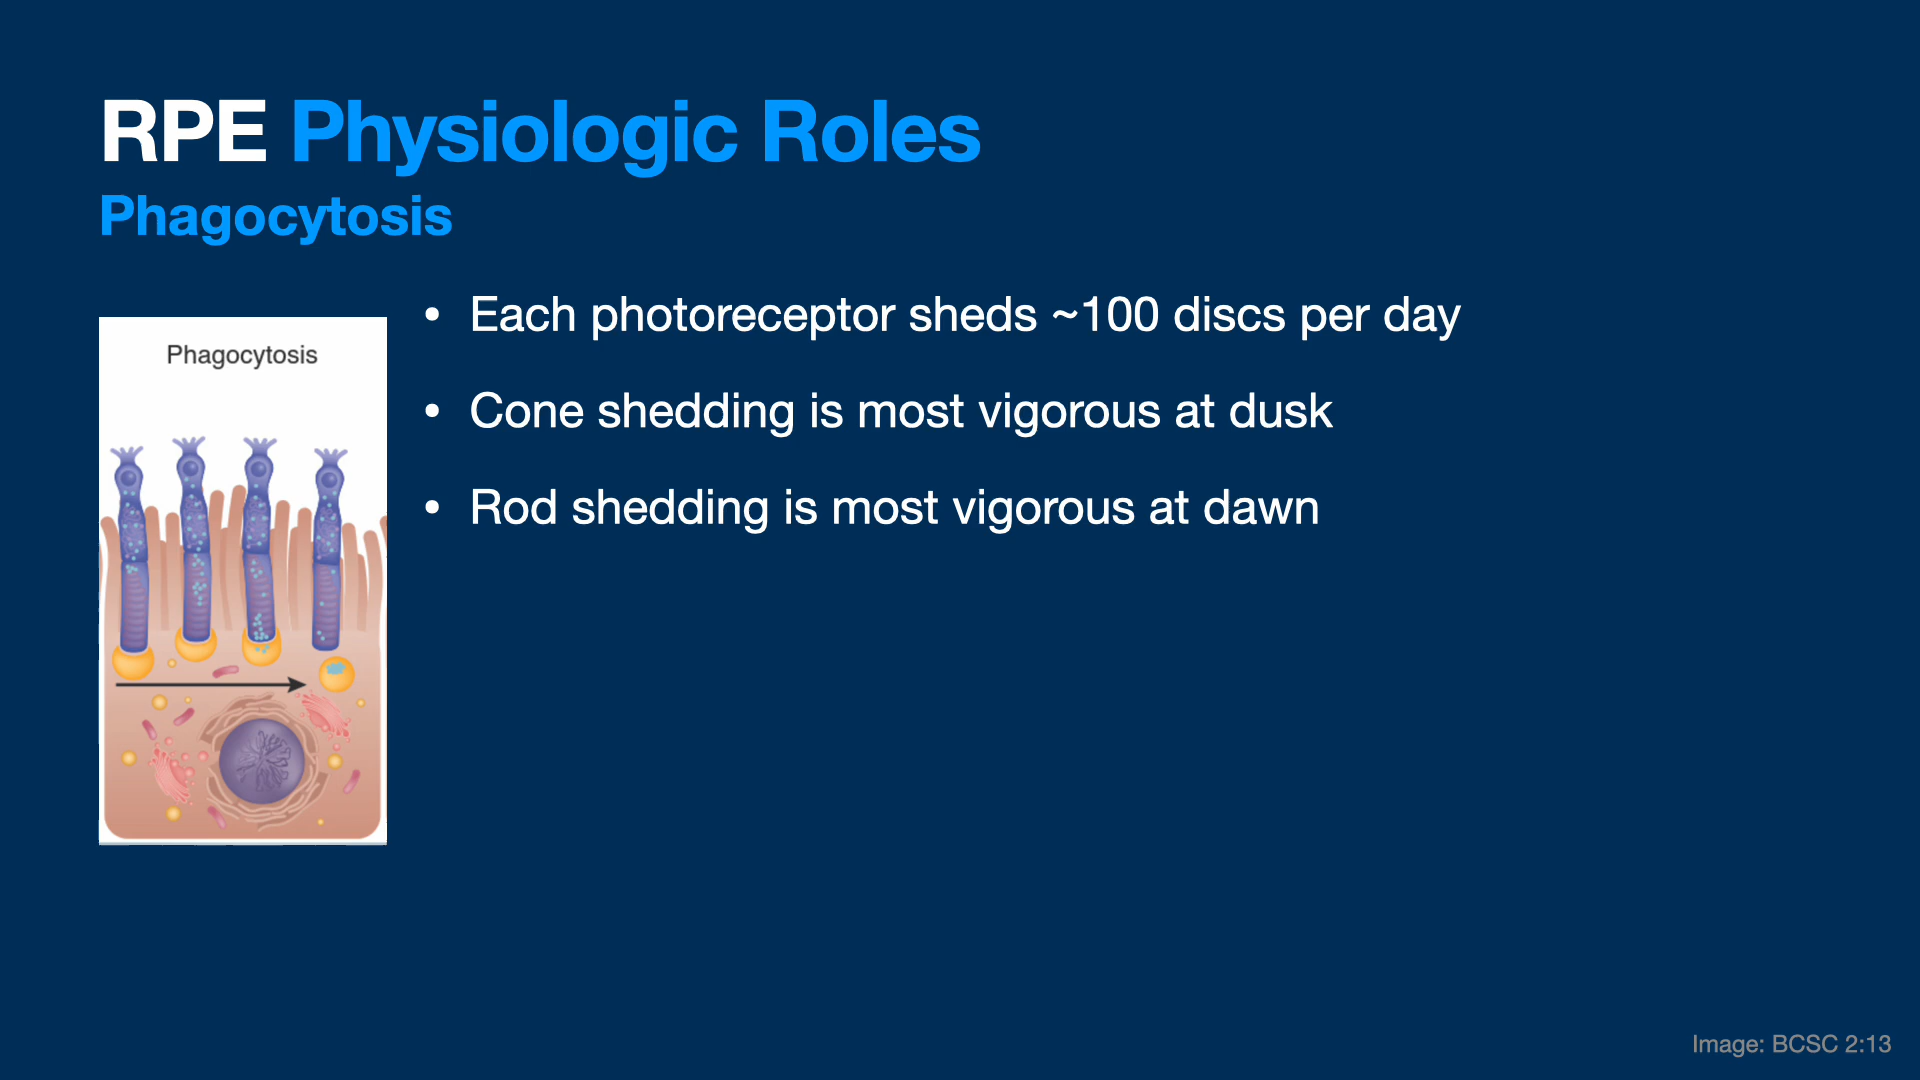 RPE Physiologic Roles
Phagocytosis
Phagocytosis
• Each photoreceptor sheds ~100 discs per day
• Cone shedding is most vigorous at dusk
• Rod shedding is most vigorous at dawn
Image: BCSC 2:13